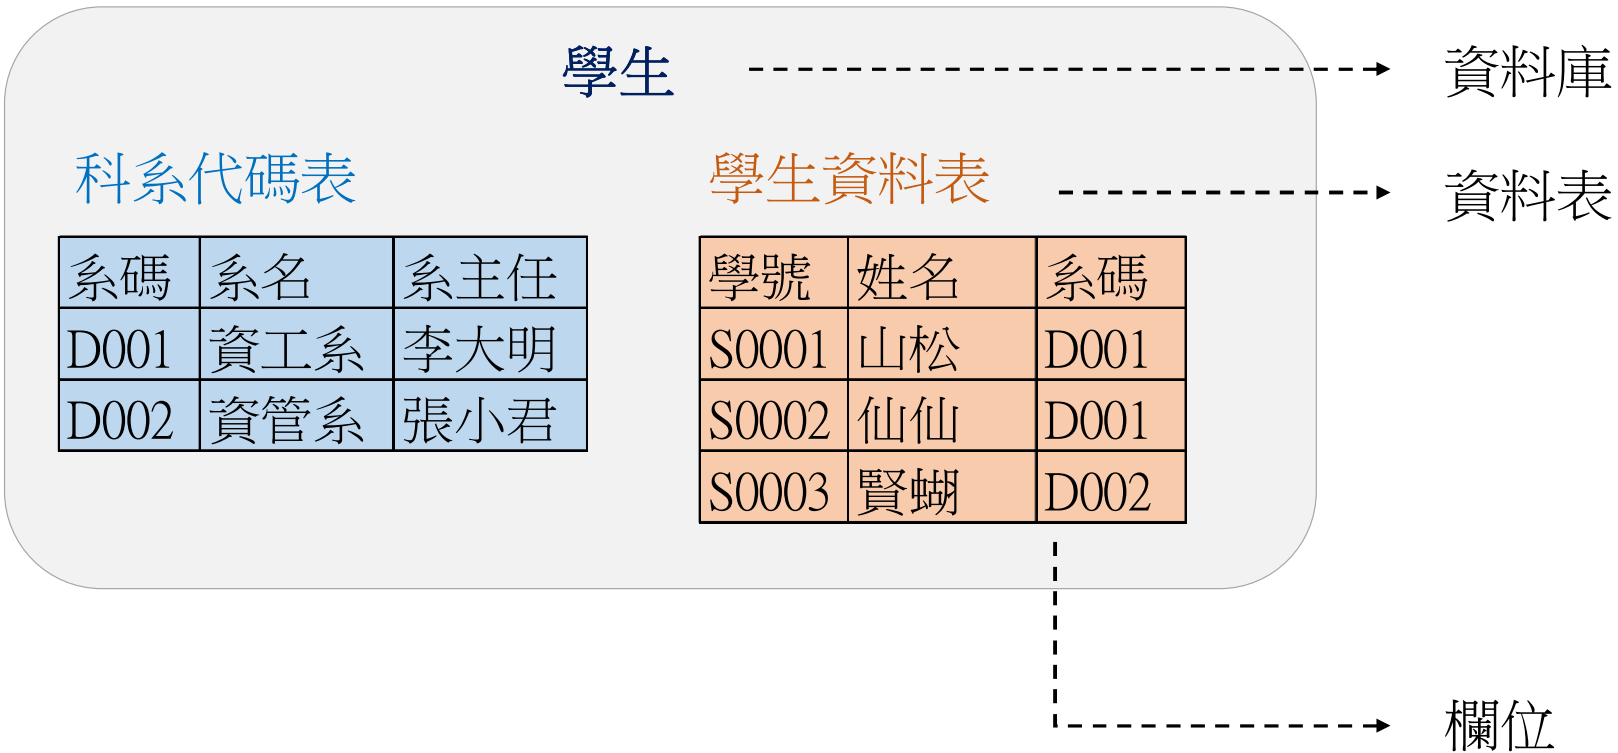 學生
資料庫
科系代碼表
學生資料表
資料表
系碼 系名 系主任
D001 資工系 李大明
D002 資管系 張小君
學號 姓名 系碼
S0001 山松 D001
S0002 仙仙 D001
S0003 賢蝴 D002
欄位